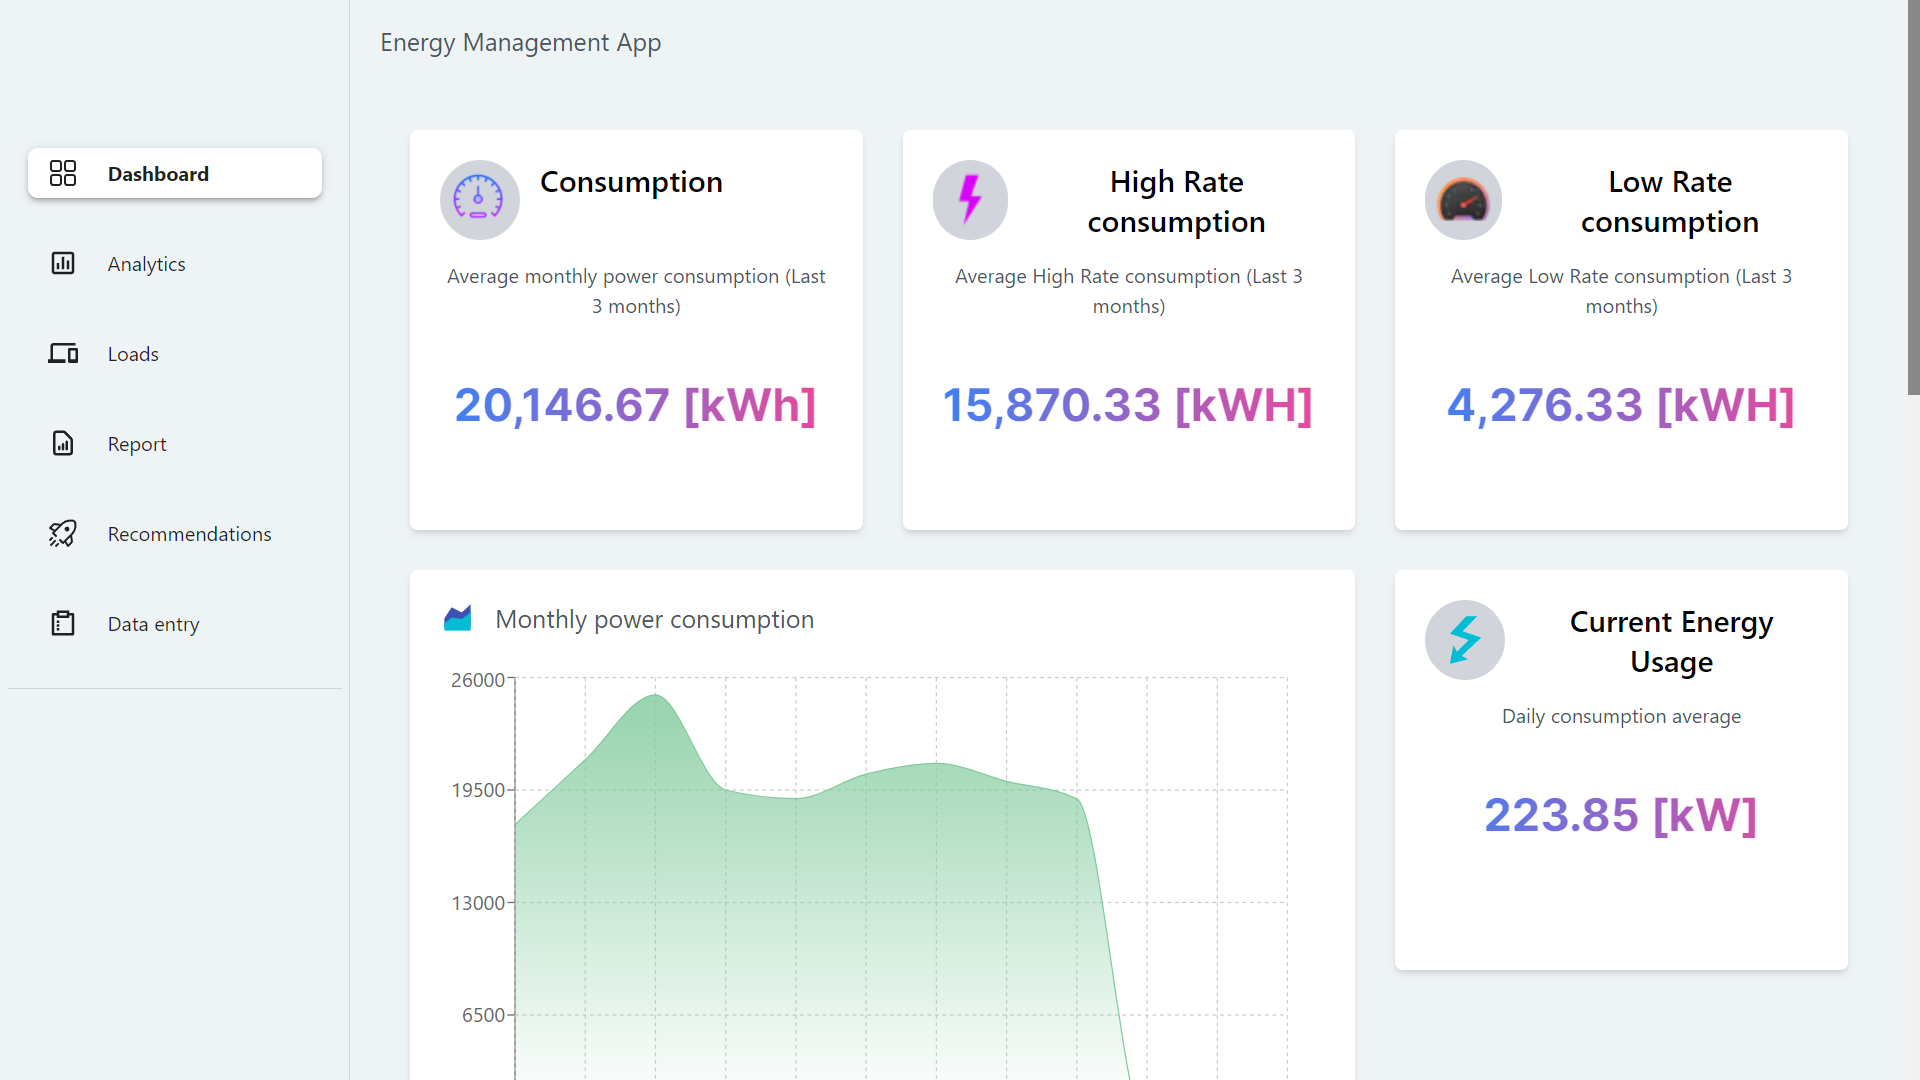 Energy Management App
Dashboard
Analytics
Loads
Report
Recommendations
Data entry
Consumption
Average monthly power consumption (Last
3 months)
20,146.67 [kWh]
High Rate
consumption
Average High Rate consumption (Last 3
months)
15,870.33 [kWH]
Low Rate
consumption
Average Low Rate consumption (Last 3
months)
4,276.33 [kWH]
Monthly power consumption
26000
19500
13000
6500
Current Energy
Usage
Daily consumption average
223.85 [kW]